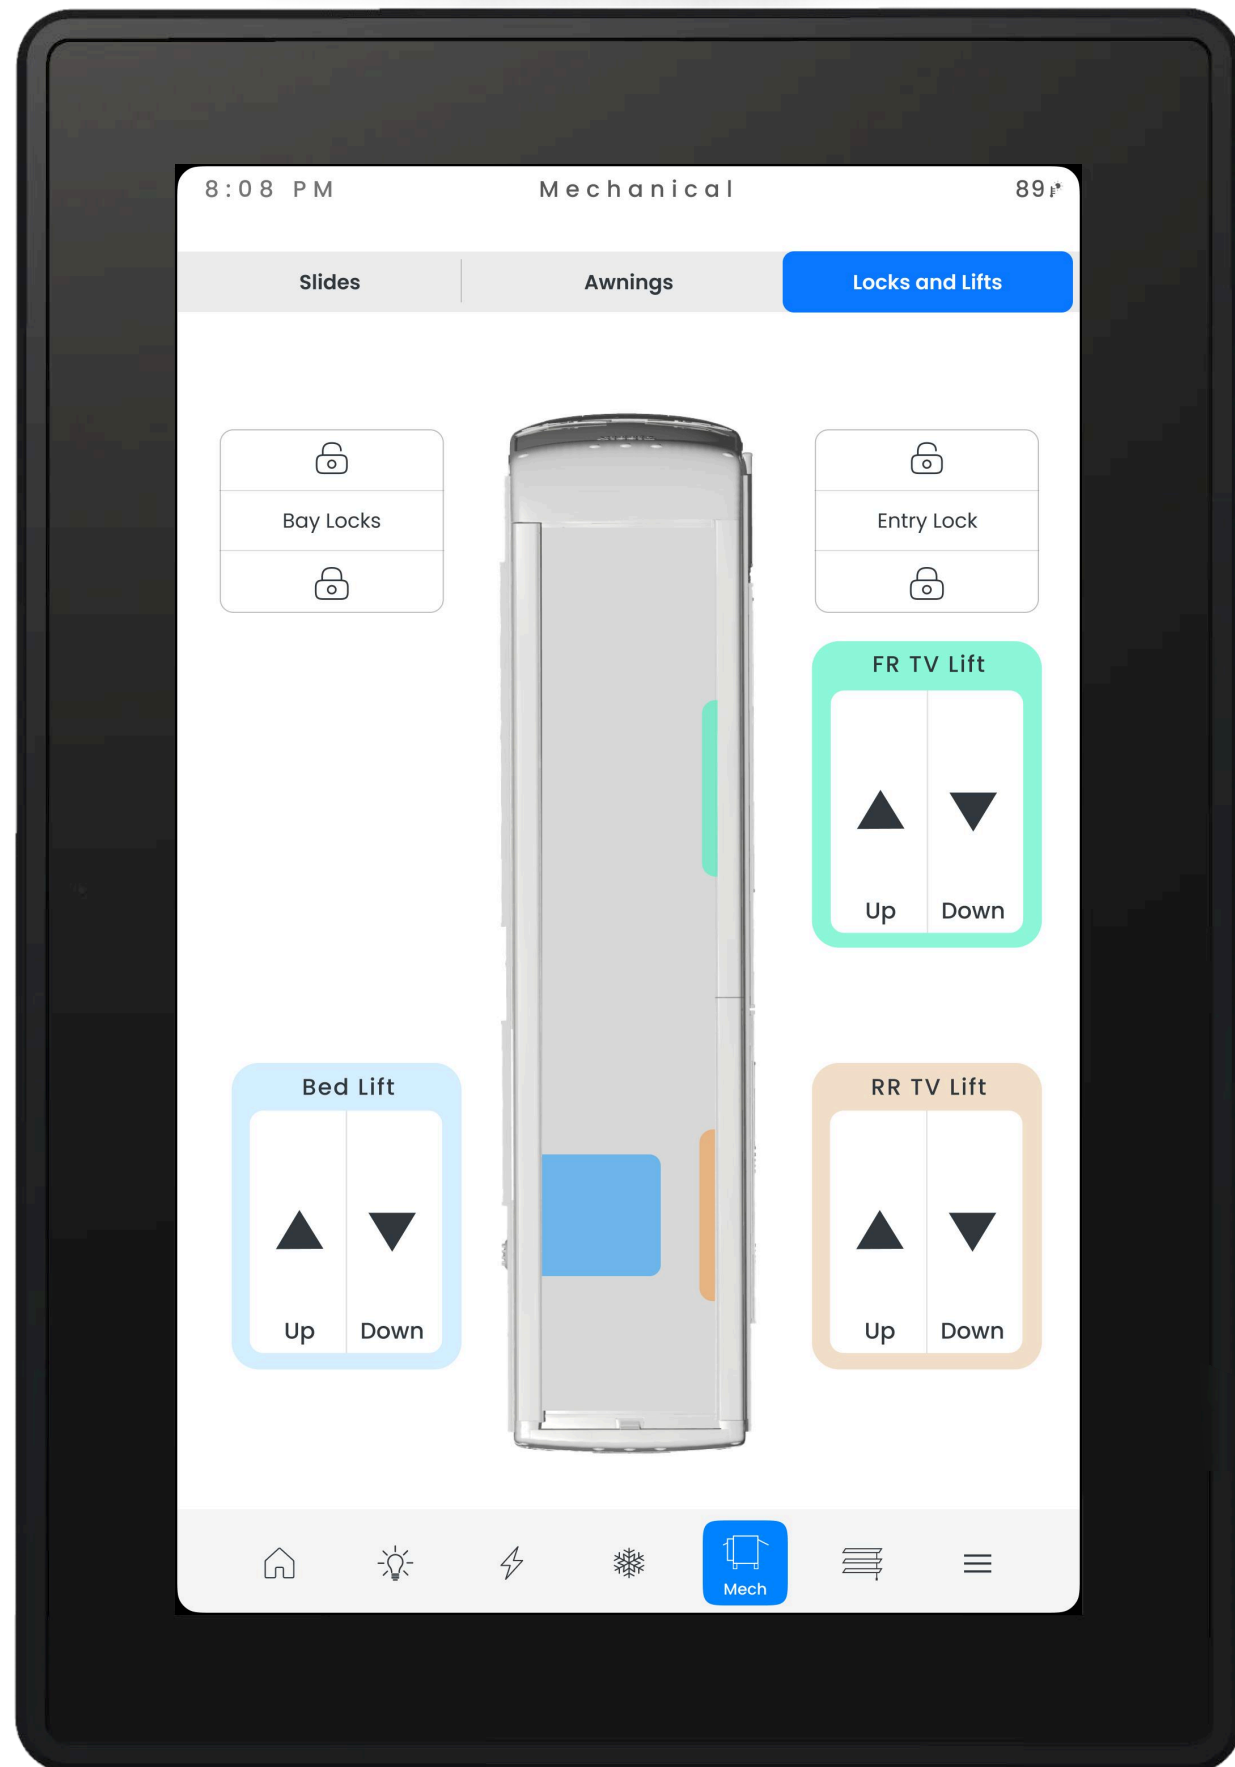 8:08 PM
Mechanical
89
Slides
Awnings
Locks and Lifts
Bay Locks
Entry Lock
FR TV Lift
Up
Down
Bed Lift
Up
Down
RR TV Lift
Up
Down
Mech